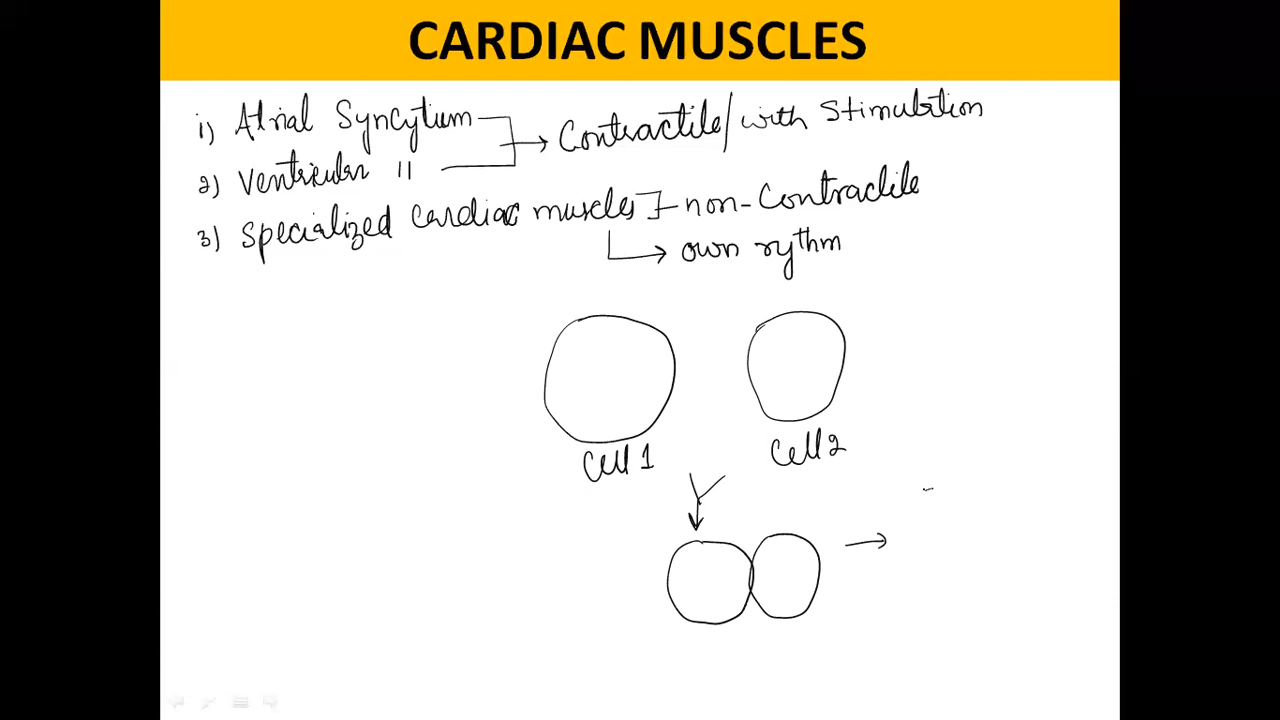 CARDIAC MUSCLES
1) Atrial Syncytium
2) Ventricular 11
Contractile/with Stimulation
3) Specialized Cardiac muscles
non-Contractile
own rythm
Cell 1
Cell 2